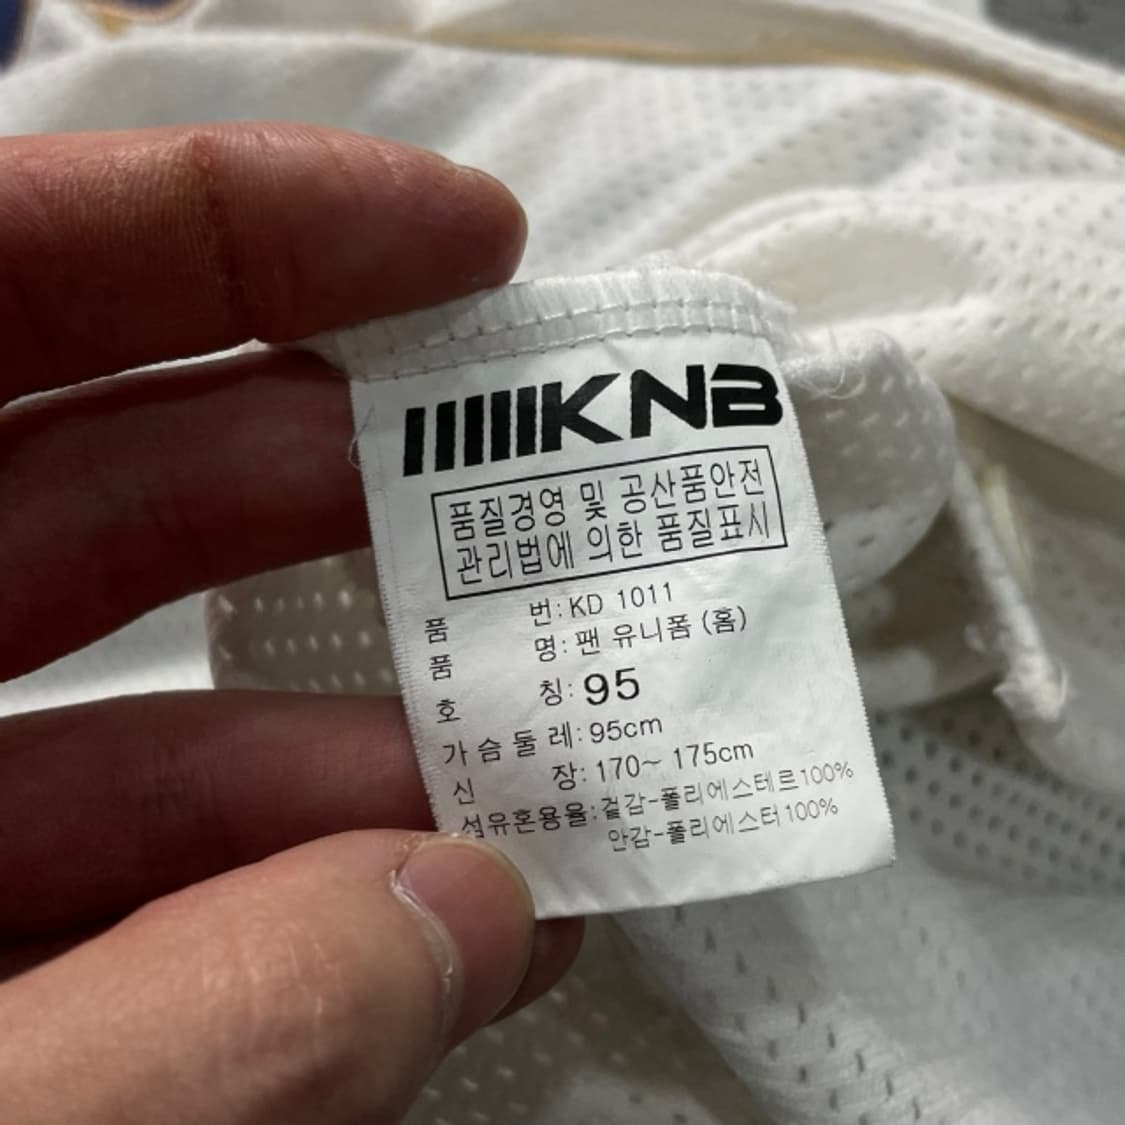 KNB
품질경영 및 공산품안전
관리법에 의한 품질표시
품 번: KD 1011
품 명: 팬 유니폼 (홈)
호 칭: 95
가슴둘레: 95cm
신 장: 170~ 175cm
섬유혼용율: 겉감-폴리에스테르100%
안감-폴리에스터100%